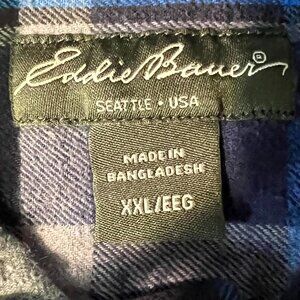 Eddie Bauer®
SEATTLE • USA
MADE IN
BANGLADESH
XXL/EEG